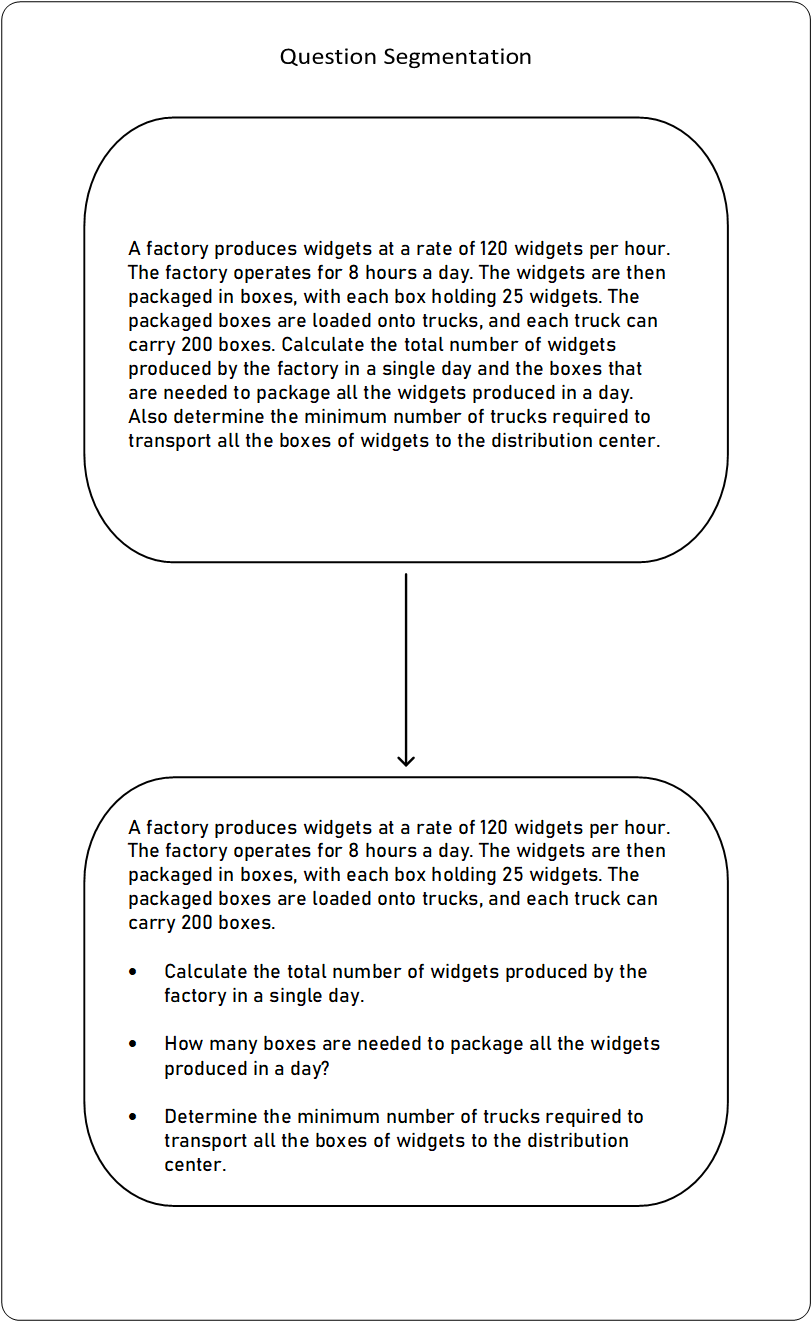 Question Segmentation
A factory produces widgets at a rate of 120 widgets per hour.
The factory operates for 8 hours a day. The widgets are then
packaged in boxes, with each box holding 25 widgets. The
packaged boxes are loaded onto trucks, and each truck can
carry 200 boxes. Calculate the total number of widgets
produced by the factory in a single day and the boxes that
are needed to package all the widgets produced in a day.
Also determine the minimum number of trucks required to
transport all the boxes of widgets to the distribution center.
A factory produces widgets at a rate of 120 widgets per hour.
The factory operates for 8 hours a day. The widgets are then
packaged in boxes, with each box holding 25 widgets. The
packaged boxes are loaded onto trucks, and each truck can
carry 200 boxes.
• Calculate the total number of widgets produced by the
factory in a single day.
• How many boxes are needed to package all the widgets
produced in a day?
• Determine the minimum number of trucks required to
transport all the boxes of widgets to the distribution
center.